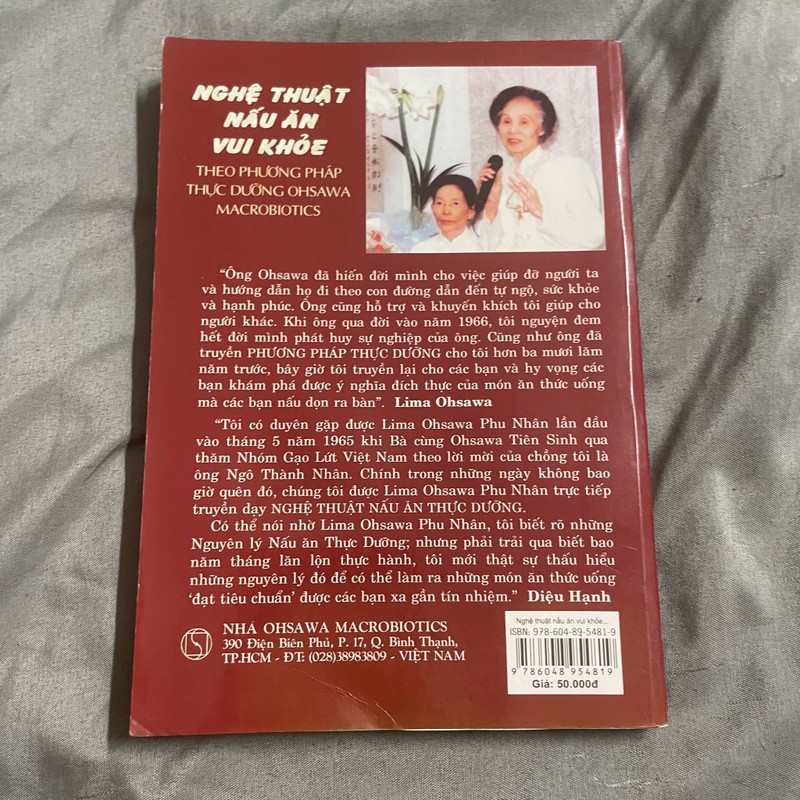 NGHỆ THUẬT
NẤU ĂN
VUI KHỎE
THEO PHƯƠNG PHÁP
THỰC DƯỠNG OHSAWA
MACROBIOTICS
“Ông Ohsawa đã hiến đời mình cho việc giúp đỡ người ta
và hướng dẫn họ đi theo con đường dẫn đến tự ngộ, sức khỏe
và hạnh phúc. Ông cũng hỗ trợ và khuyến khích tôi giúp cho
người khác. Khi ông qua đời vào năm 1966, tôi nguyện đem
hết đời mình phát huy sự nghiệp của ông. Cũng như ông đã
truyền PHƯƠNG PHÁP THỰC DƯỠNG cho tôi hơn ba mươi lăm
năm trước, bây giờ tôi truyền lại cho các bạn và hy vọng các
bạn khám phá được ý nghĩa đích thực của món ăn thức uống
mà các bạn nấu dọn ra bàn”. Lima Ohsawa
“Tôi có duyên gặp được Lima Ohsawa Phu Nhân lần đầu
vào tháng 5 năm 1965 khi Bà cùng Ohsawa Tiên Sinh qua
thăm Nhóm Gạo Lứt Việt Nam theo lời mời của chồng tôi là
ông Ngô Thành Nhân. Chính trong những ngày không bao
giờ quên đó, chúng tôi được Lima Ohsawa Phu Nhân trực tiếp
truyền dạy NGHỆ THUẬT NẤU ĂN THỰC DƯỠNG.
Có thể nói nhờ Lima Ohsawa Phu Nhân, tôi biết rõ những
Nguyên lý Nấu ăn Thực Dưỡng; nhưng phải trải qua biết bao
năm tháng lăn lộn thực hành, tôi mới thật sự thấu hiểu
những nguyên lý đó để có thể làm ra những món ăn thức uống
‘đạt tiêu chuẩn’ được các bạn xa gần tín nhiệm.” Diệu Hạnh
NHÀ OHSAWA MACROBIOTICS
390 Điện Biên Phủ, P. 17, Q. Bình Thạnh,
TP.HCM - ĐT: (028)38983809 - VIỆT NAM
Nghệ thuật nấu ăn vui khỏe...
ISBN: 978-604-89-5481-9
9 786048 954819
Giá: 50.000đ